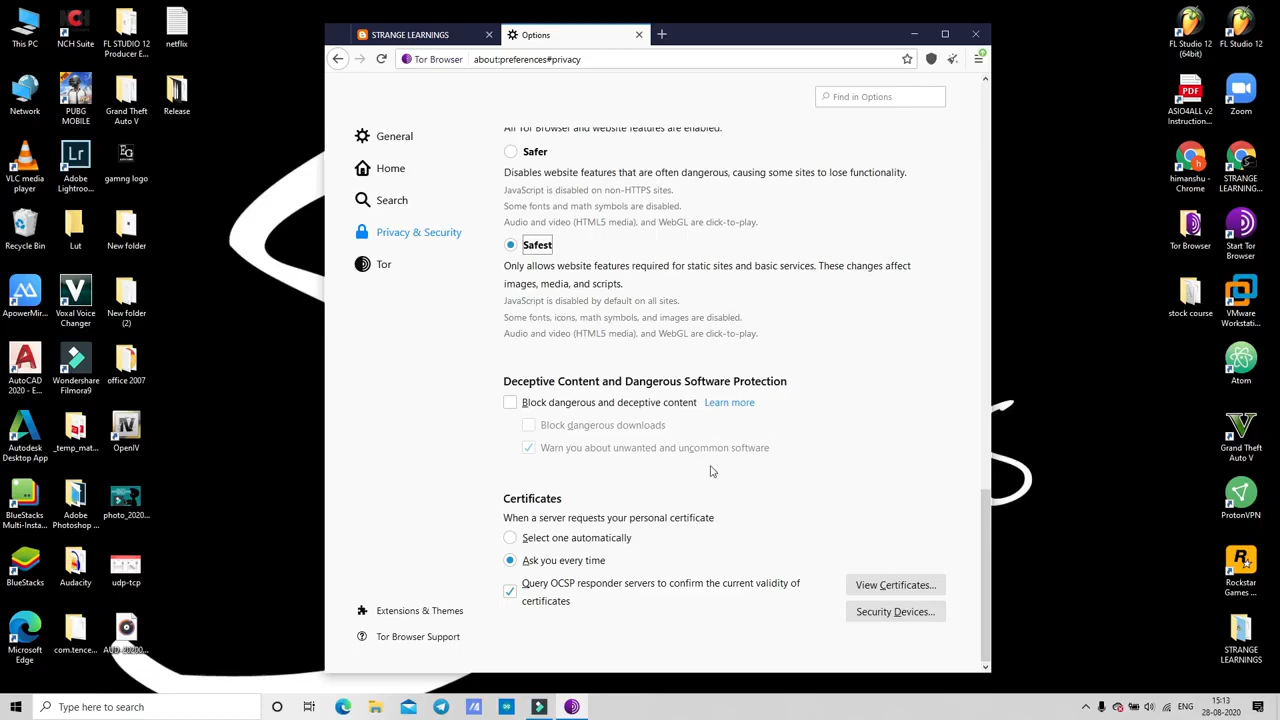 This PC
NCH Suite
FL STUDIO 12
Producer E...
netflix
Network
PUBG
MOBILE
Grand Theft
Auto V
Release
VLC media
player
Adobe
Lightroo...
gamng logo
Recycle Bin
Lut
New folder
ApowerMir...
Voxal Voice
Changer
New folder
(2)
AutoCAD
2020 - E...
Wondershare
Filmora9
office 2007
Autodesk
Desktop App
_temp_mat...
OpenIV
BlueStacks
Multi-Insta...
Adobe
Photoshop ...
photo_2020...
BlueStacks
Audacity
udp-tcp
Microsoft
Edge
com.tence...
AUD-20200...
STRANGE LEARNINGS
Options
Tor Browser
about:preferences#privacy
Find in Options
General
Home
Search
Privacy & Security
Tor
Extensions & Themes
Tor Browser Support
All Tor Browser and website features are enabled.
Safer
Disables website features that are often dangerous, causing some sites to lose functionality.
JavaScript is disabled on non-HTTPS sites.
Some fonts and math symbols are disabled.
Audio and video (HTML5 media), and WebGL are click-to-play.
Safest
Only allows website features required for static sites and basic services. These changes affect
images, media, and scripts.
JavaScript is disabled by default on all sites.
Some fonts, icons, math symbols, and images are disabled.
Audio and video (HTML5 media), and WebGL are click-to-play.
Deceptive Content and Dangerous Software Protection
Block dangerous and deceptive content Learn more
Block dangerous downloads
Warn you about unwanted and uncommon software
Certificates
When a server requests your personal certificate
Select one automatically
Ask you every time
Query OCSP responder servers to confirm the current validity of
certificates
View Certificates...
Security Devices...
FL Studio 12
(64bit)
FL Studio 12
PDF
ASIO4ALL v2
Instruction...
Zoom
himanshu -
Chrome
STRANGE
LEARNING...
Tor Browser
Start Tor
Browser
stock course
VMware
Workstati...
Atom
Grand Theft
Auto V
ProtonVPN
Rockstar
Games ...
STRANGE
LEARNINGS
Type here to search
ENG
15:13
28-08-2020